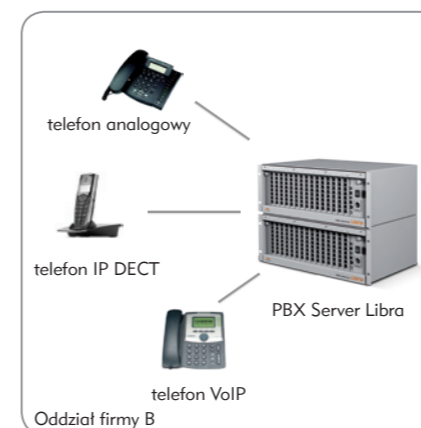 telefon analogowy
telefon IP DECT
PBX Server Libra
telefon VoIP
Oddział firmy B